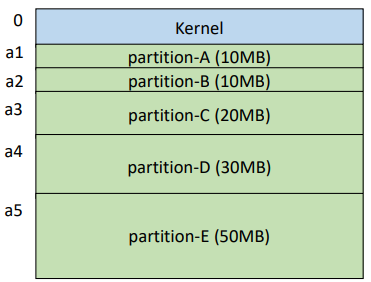 0 Kernel
a1 partition-A (10MB)
a2 partition-B (10MB)
a3 partition-C (20MB)
a4 partition-D (30MB)
a5 partition-E (50MB)